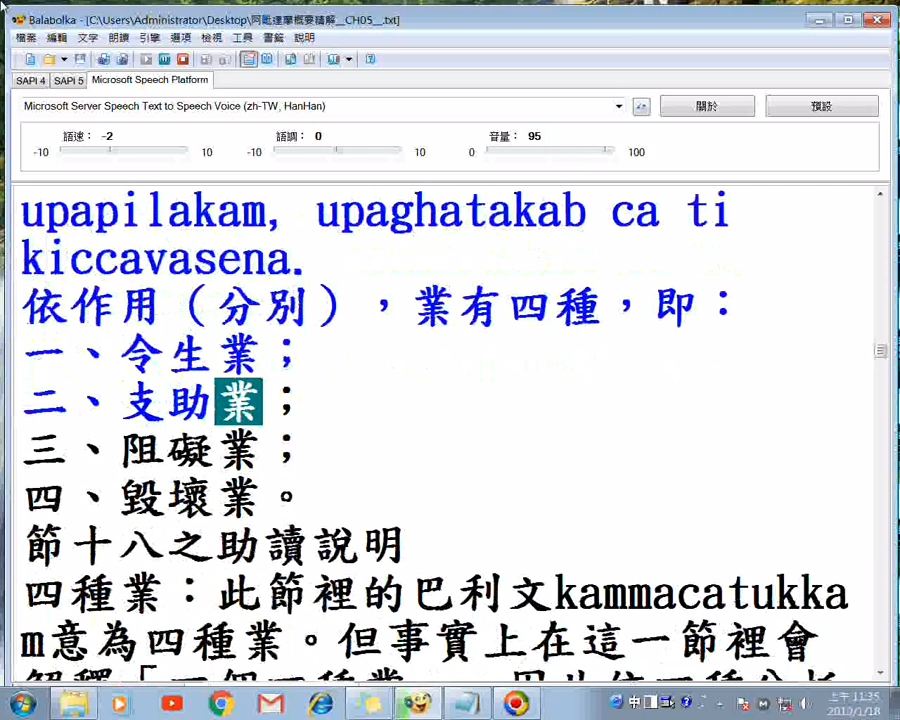 Balabolka - [C:\Users\Administrator\Desktop\阿毗達摩概要精解__CH05__.txt]
檔案 編輯 文字 朗讀 引擎 選項 檢視 工具 書籤 說明
SAPI 4 SAPI 5 Microsoft Speech Platform
Microsoft Server Speech Text to Speech Voice (zh-TW, HanHan) 關於 預設
語速： -2 語調： 0 音量： 95
-10 10 -10 10 0 100
upapilakam, upaghatakab ca ti
kiccavasena.
依作用（分別），業有四種，即：
一、令生業；
二、支助業；
三、阻礙業；
四、毀壞業。
節十八之助讀說明
四種業：此節裡的巴利文kammacatukka
m意為四種業。但事實上在這一節裡會
中
上午 11:35
2019/1/18